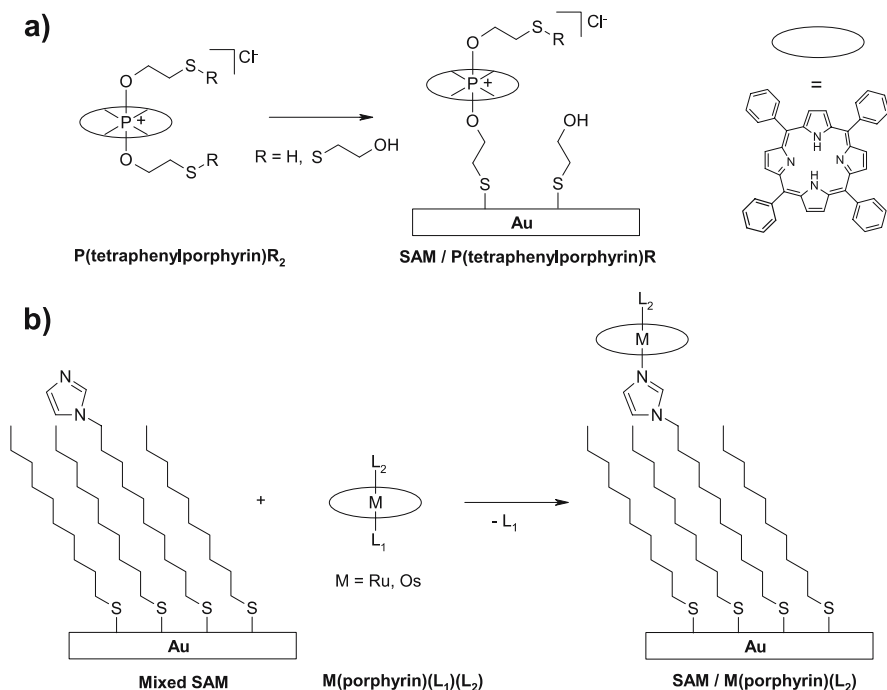 a)
S
R
O
P
+
O
S
R
Cl-
R = H,
S
OH
P(tetraphenylporphyrin)R2
S
R
O
P
+
O
S
Cl-
OH
S
Au
SAM / P(tetraphenylporphyrin)R
=
NH
N
N
H
N
b)
N
N
S
S
S
S
Au
Mixed SAM
+
L2
M
L1
M = Ru, Os
M(porphyrin)(L1)(L2)
- L1
L2
M
N
N
S
S
S
S
Au
SAM / M(porphyrin)(L2)